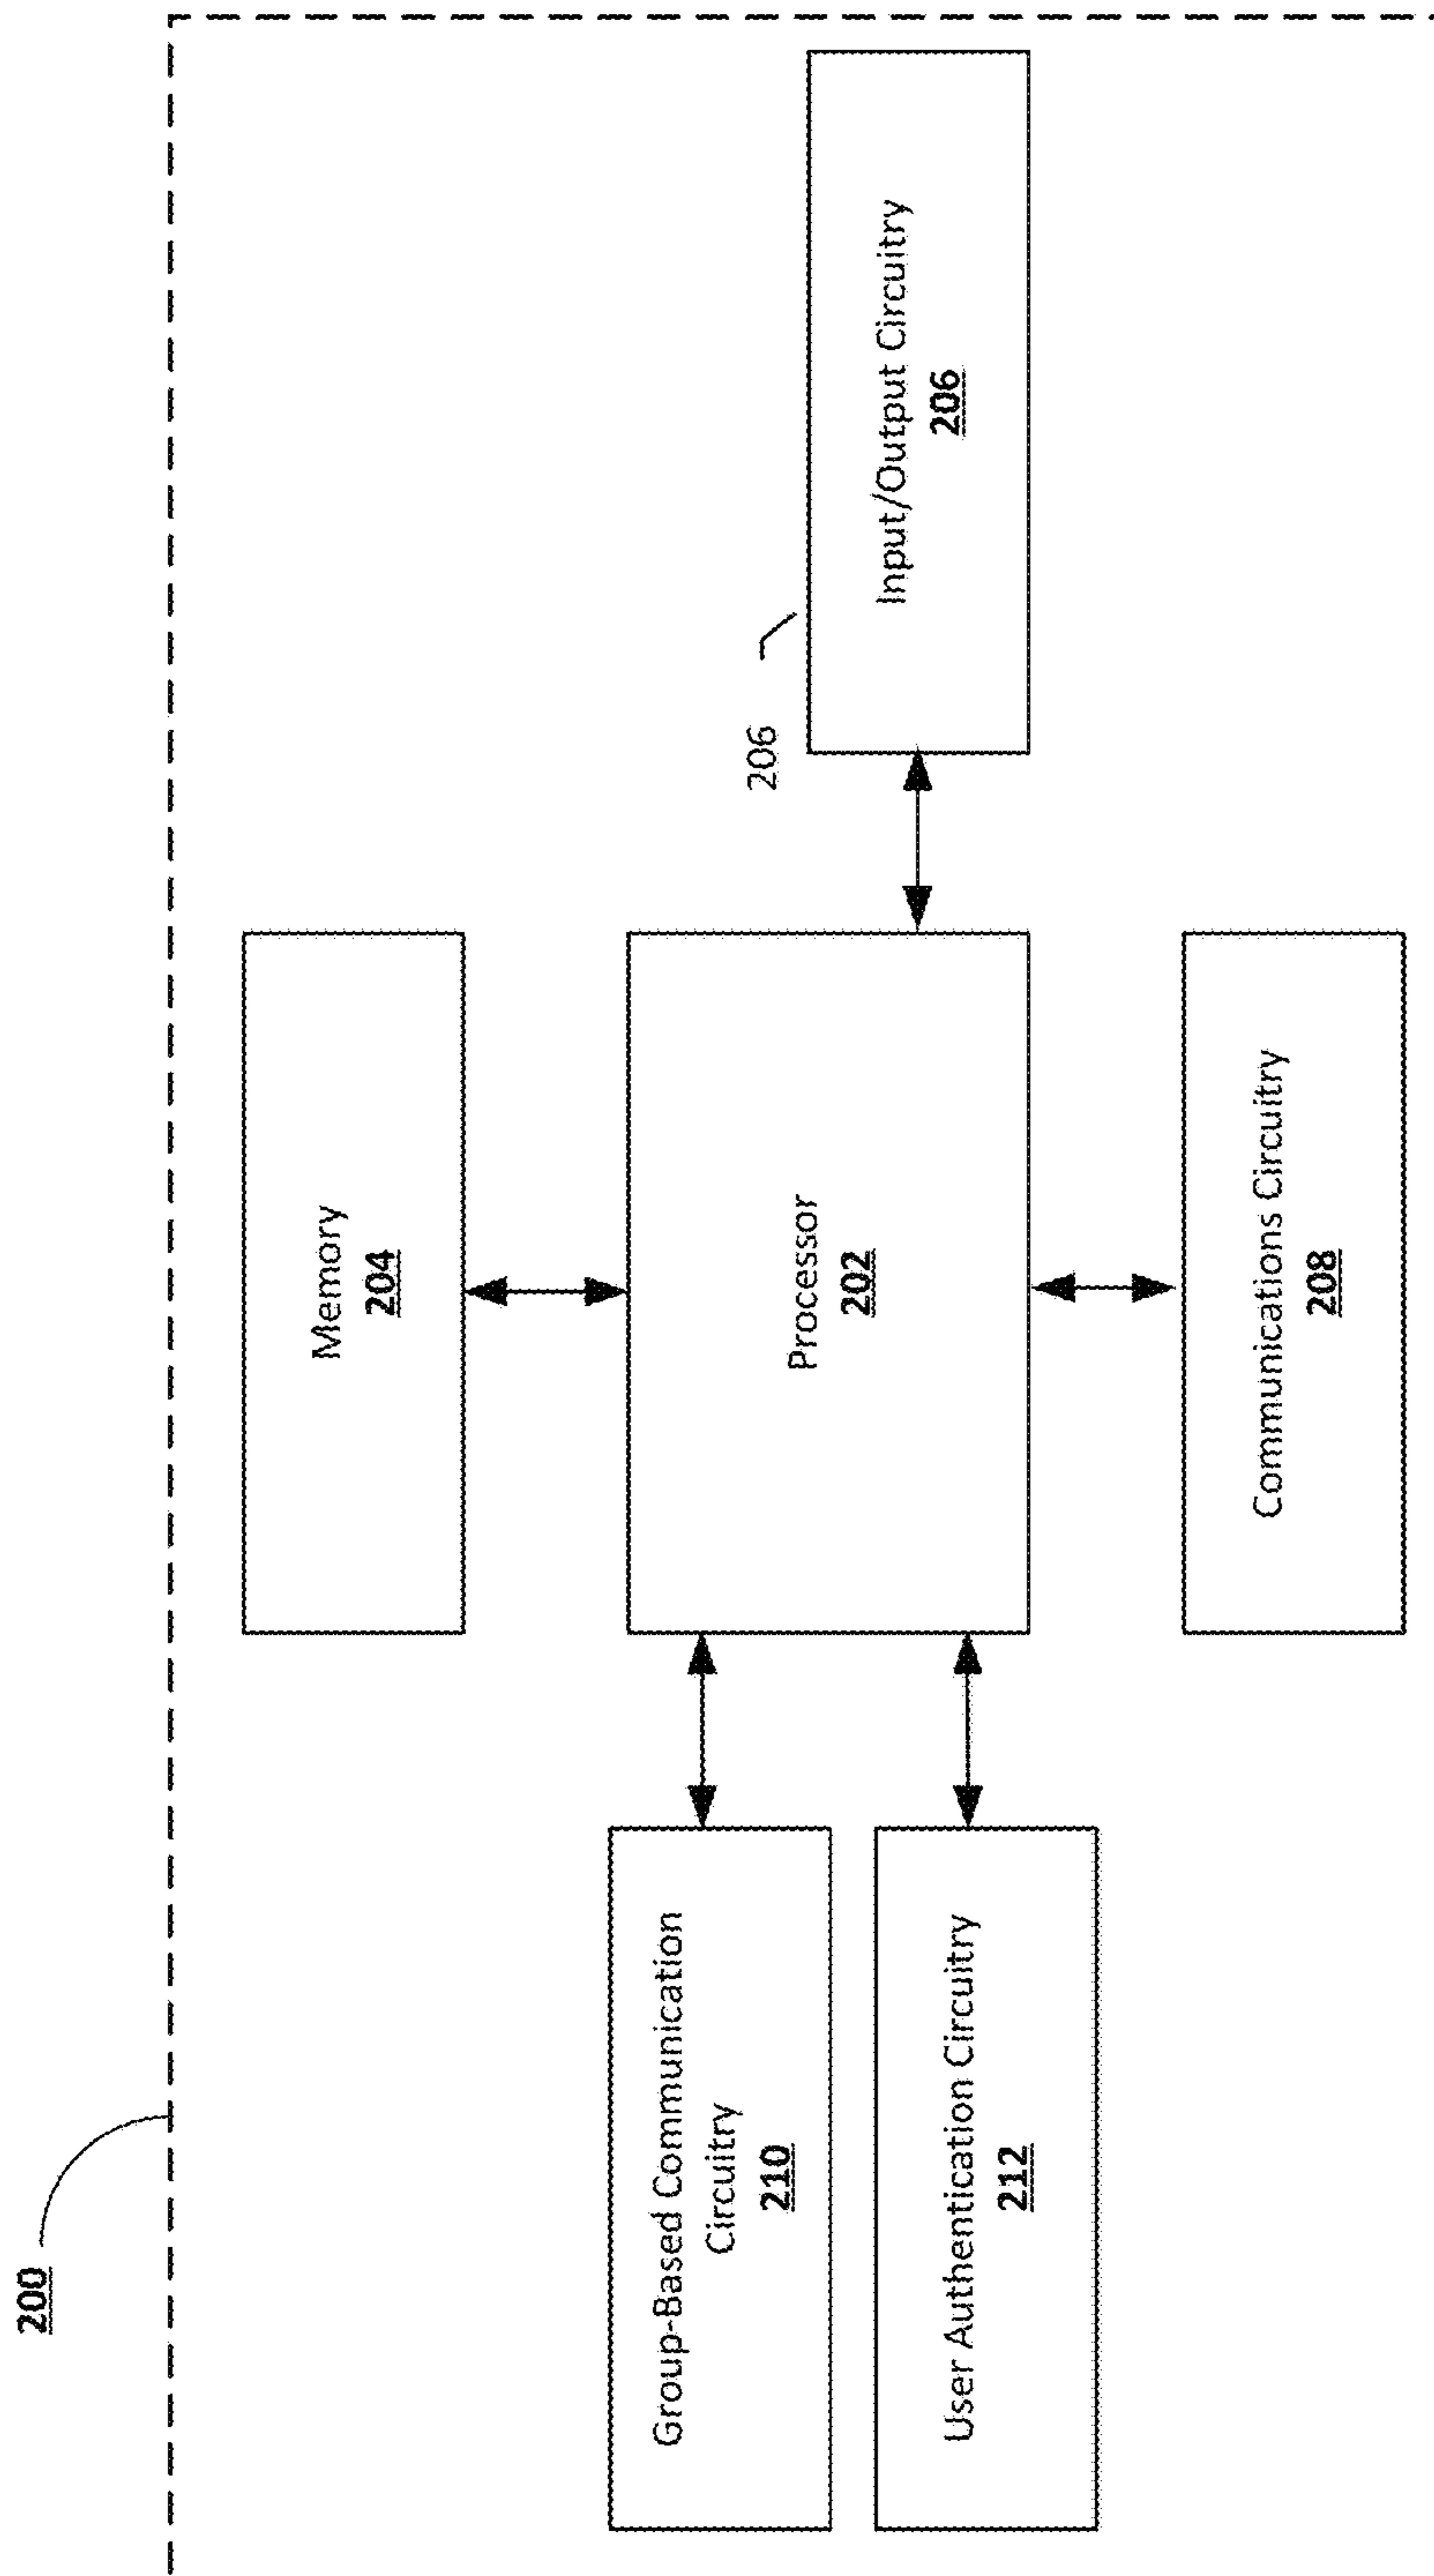 200
Memory
204
206
Group-Based Communication
Circuitry
210
Processor
202
Input/Output Circuitry
206
User Authentication Circuitry
212
Communications Circuitry
208